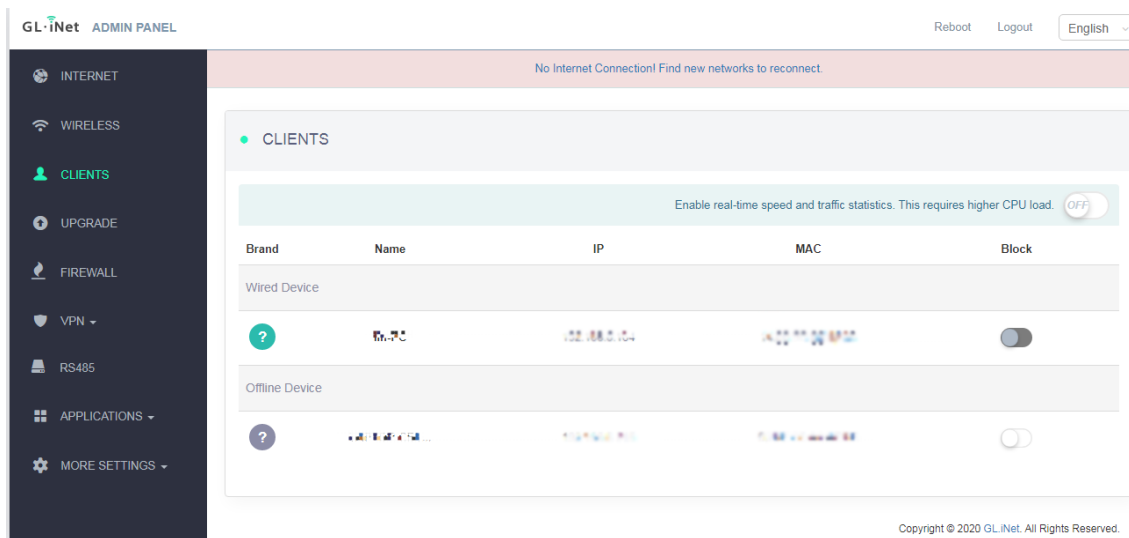 GL·iNet ADMIN PANEL
Reboot Logout English
INTERNET
No Internet Connection! Find new networks to reconnect.
WIRELESS
CLIENTS
CLIENTS
Enable real-time speed and traffic statistics. This requires higher CPU load. OFF
UPGRADE
Brand Name IP MAC Block
FIREWALL
Wired Device
VPN
?
RS485
Offline Device
APPLICATIONS
?
MORE SETTINGS
Copyright © 2020 GL.iNet. All Rights Reserved.